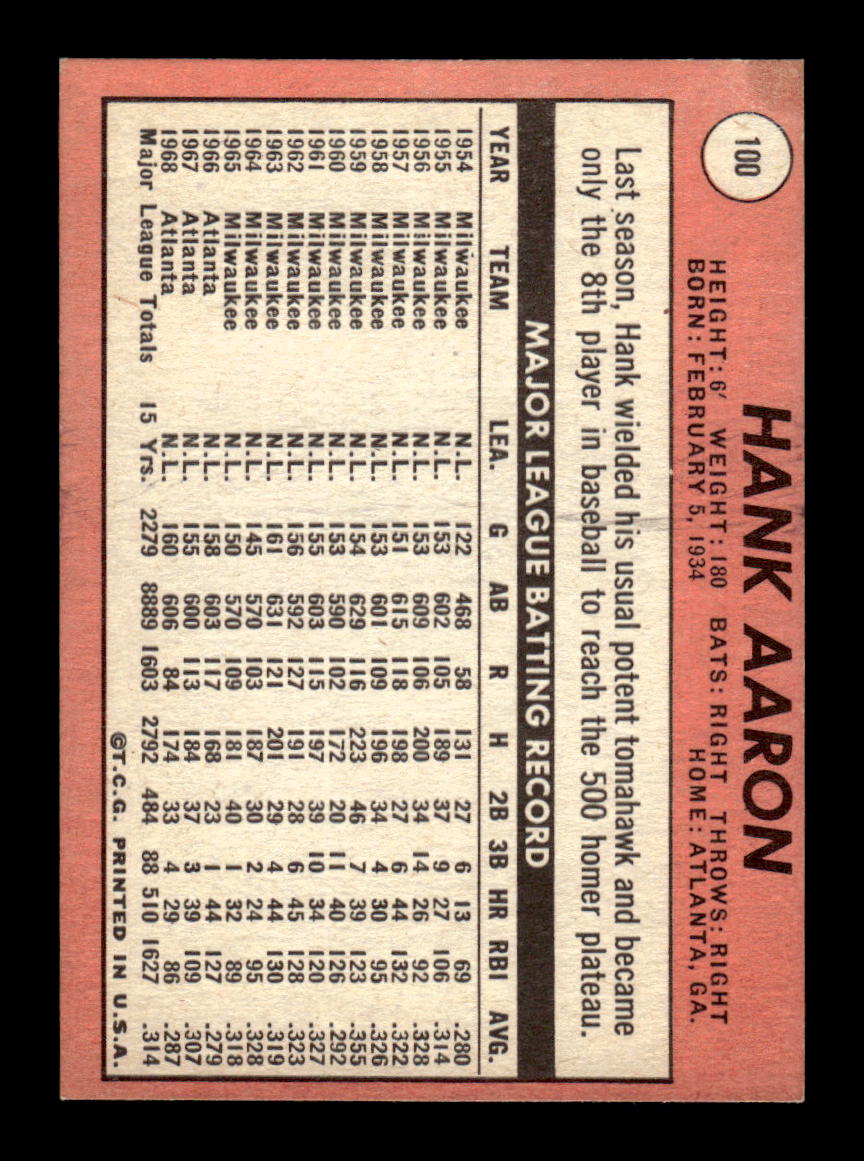 100
HANK AARON
HEIGHT: 6' WEIGHT: 180 BATS: RIGHT THROWS: RIGHT
BORN: FEBRUARY 5, 1934 HOME: ATLANTA, GA.
Last season, Hank wielded his usual potent tomahawk and became
only the 8th player in baseball to reach the 500 homer plateau.
MAJOR LEAGUE BATTING RECORD
YEAR TEAM LEA. G AB R H 2B 3B HR RBI AVG.
1954 Milwaukee N.L. 122 468 58 131 27 6 13 69 .280
1955 Milwaukee N.L. 153 602 105 189 37 9 27 106 .314
1956 Milwaukee N.L. 153 609 106 200 34 14 26 92 .328
1957 Milwaukee N.L. 151 615 118 198 27 6 44 132 .322
1958 Milwaukee N.L. 153 601 109 196 34 4 30 95 .326
1959 Milwaukee N.L. 154 629 116 223 46 7 39 123 .355
1960 Milwaukee N.L. 153 590 102 172 20 11 40 126 .292
1961 Milwaukee N.L. 155 603 115 197 39 10 34 120 .327
1962 Milwaukee N.L. 156 592 127 191 28 6 45 128 .323
1963 Milwaukee N.L. 161 631 121 201 29 4 44 130 .319
1964 Milwaukee N.L. 145 570 103 187 30 2 24 95 .328
1965 Milwaukee N.L. 150 570 109 181 40 1 32 89 .318
1966 Atlanta N.L. 158 603 117 168 23 1 44 127 .279
1967 Atlanta N.L. 155 600 113 184 37 3 39 109 .307
1968 Atlanta N.L. 160 606 84 174 33 4 29 86 .287
Major League Totals 15 Yrs. 2279 8889 1603 2792 484 88 510 1627 .314
©T.C.G. PRINTED IN U.S.A.